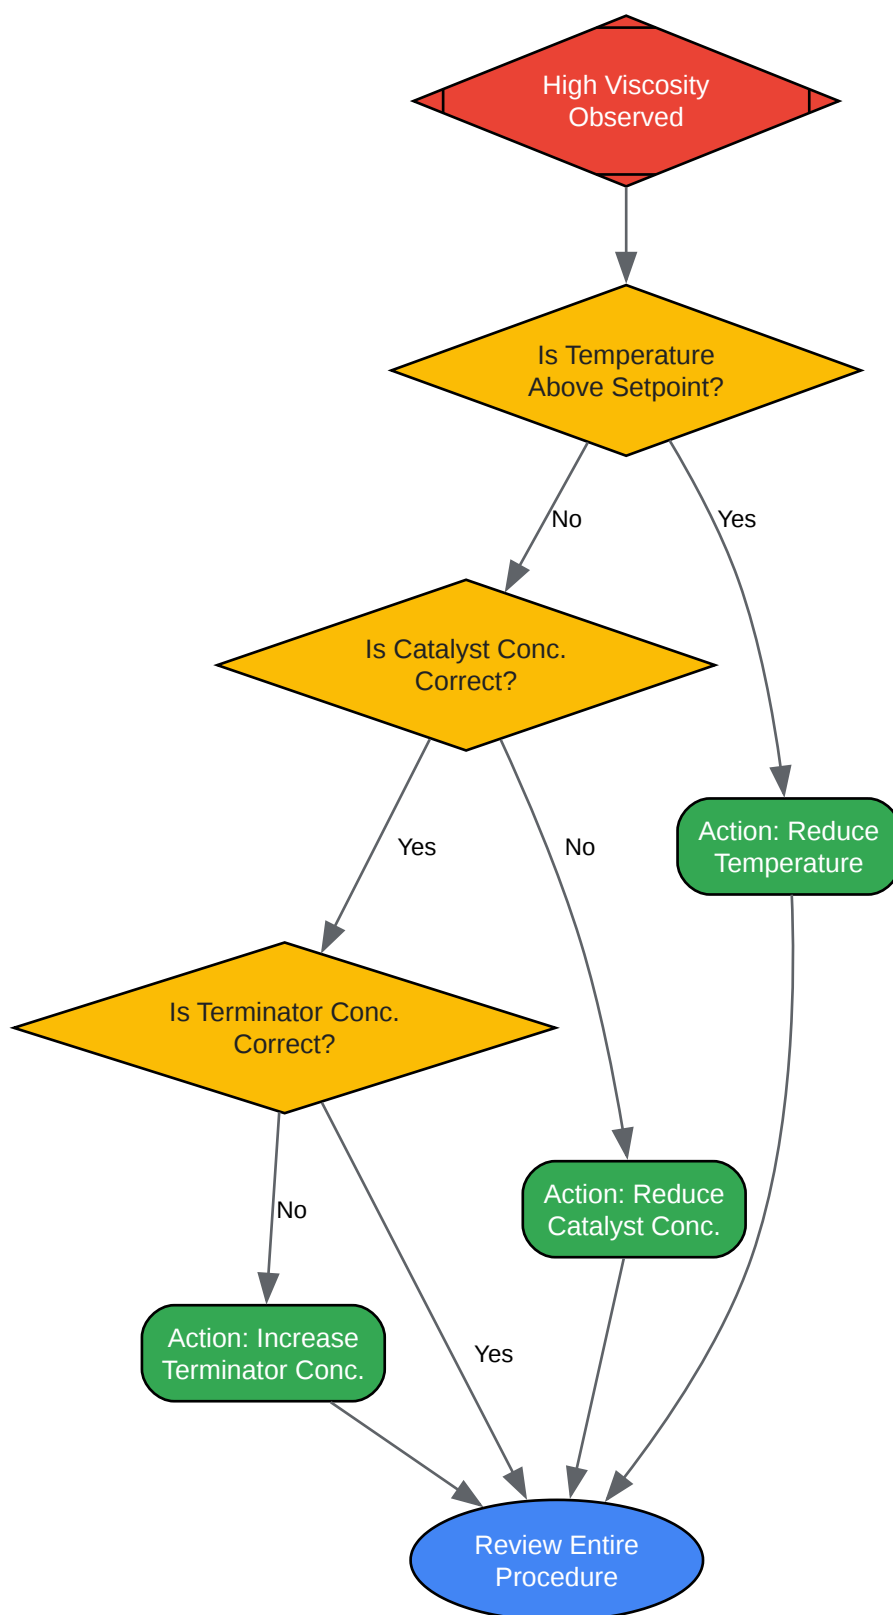 High Viscosity
Observed
Is Temperature
Above Setpoint?
No
Yes
Is Catalyst Conc.
Correct?
Yes
No
Action: Reduce
Temperature
Is Terminator Conc.
Correct?
Action: Reduce
Catalyst Conc.
No
Action: Increase
Terminator Conc.
Yes
Review Entire
Procedure